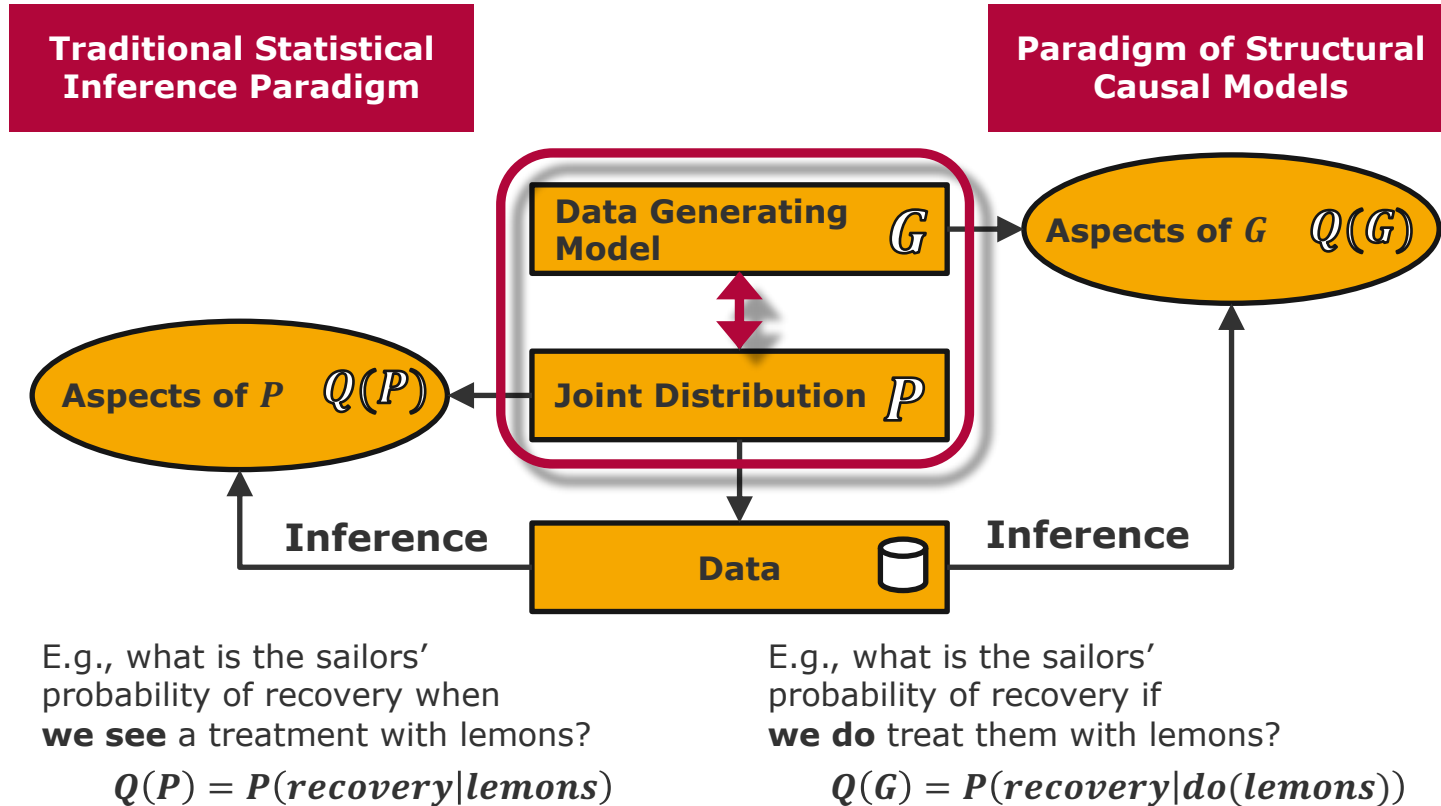 Traditional Statistical
Inference Paradigm
Paradigm of Structural
Causal Models
Data Generating
Model G
Aspects of G Q(G)
Joint Distribution P
Aspects of P Q(P)
Inference
Data
Inference
E.g., what is the sailors’
probability of recovery when
we see a treatment with lemons?
Q(P) = P(recovery|lemons)
E.g., what is the sailors’
probability of recovery if
we do treat them with lemons?
Q(G) = P(recovery|do(lemons))